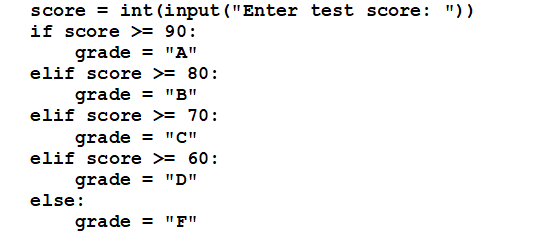 score = int(input("Enter test score: "))
if score >= 90:
    grade = "A"
elif score >= 80:
    grade = "B"
elif score >= 70:
    grade = "C"
elif score >= 60:
    grade = "D"
else:
    grade = "F"